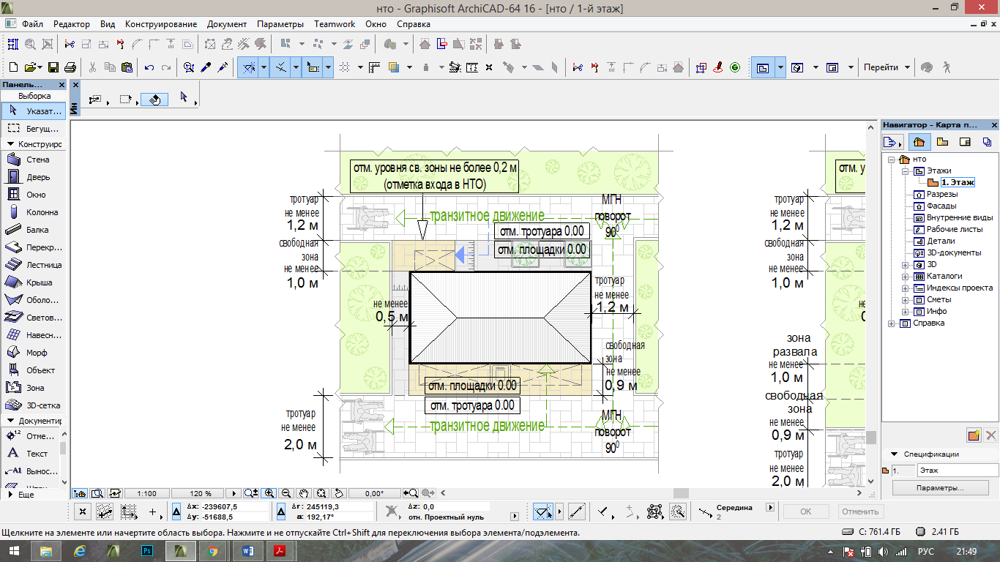 нто - Graphisoft ArchiCAD-64 16 - [нто / 1-й этаж]
Файл Редактор Вид Конструирование Документ Параметры Teamwork Окно Справка
Перейти
Панель...
Выборка
Указат...
Бегущ...
Конструирс
Стена
Дверь
Окно
Колонна
Балка
Перекр...
Лестница
Крыша
Оболо...
Светов...
Навесн...
Морф
Объект
Зона
3D-сетка
Документир
Отме...
Текст
Вынос...
Еще
Ин
отм. уровня св. зоны не более 0,2 м
(отметка входа в НТО)
тротуар
не менее
1,2 м
свободная
зона
не менее
1,0 м
транзитное движение
МГН
поворот
90⁰
отм. тротуара 0.00
отм. площадки 0.00
не менее
0,5 м
тротуар
не менее
1,2 м
свободная
зона
не менее
0,9 м
отм. площадки 0.00
отм. тротуара 0.00
транзитное движение
МГН
поворот
90⁰
тротуар
не менее
2,0 м
отм. у
тротуар
не менее
1,2 м
свободная
зона
не менее
1,0 м
зона
развала
не менее
1,0 м
свободная
зона
не менее
0,9 м
тротуар
не менее
2,0 м
Навигатор - Карта п...
нто
Этажи
1. Этаж
Разрезы
Фасады
Внутренние виды
Рабочие листы
Детали
3D-документы
3D
Каталоги
Индексы проекта
Сметы
Инфо
Справка
Спецификации
1. Этаж
Параметры...
1:100 120 % 0,00°
Δx: -239607,5
Δy: -51688,5
Δr: 245119,3
a: 192,17°
Δz: 0,0
отн. Проектный нуль
Середина
2
OK Отменить
Щелкните на элементе или начертите область выбора. Нажмите и не отпускайте Ctrl+Shift для переключения выбора элемента/подэлемента.
C: 761.4 ГБ 2.41 ГБ
РУС 21:49